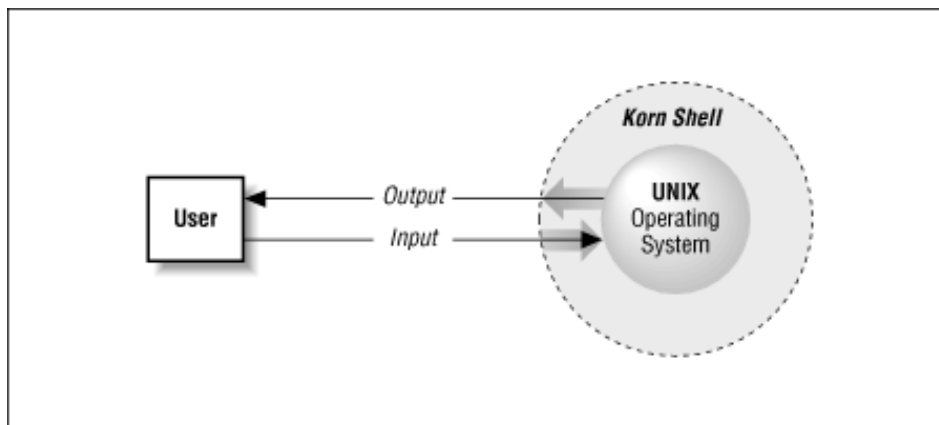 Korn Shell
User
Output
Input
UNIX
Operating
System